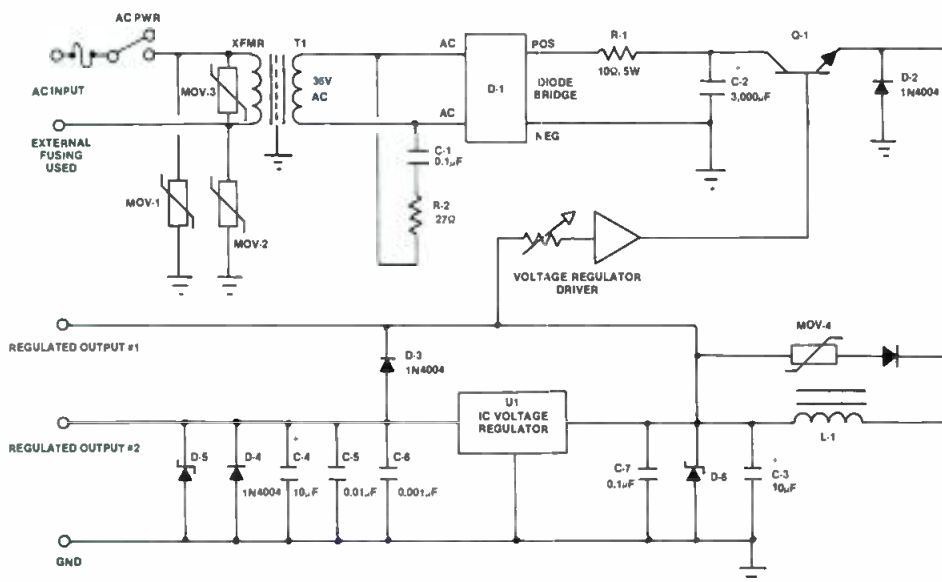 AC PWR
XFMR
T1
AC
POS
R-1
Q-1
10Ω, 5W
MOV-3
36V
AC
D-1
DIODE
BRIDGE
C-2
3,000µF
D-2
1N4004
AC INPUT
AC
NEG
EXTERNAL
FUSING
USED
C-1
0.1µF
MOV-1
R-2
27Ω
MOV-2
VOLTAGE REGULATOR
DRIVER
REGULATED OUTPUT #1
MOV-4
D-3
1N4004
U1
IC VOLTAGE
REGULATOR
REGULATED OUTPUT #2
L-1
D-5
D-4
1N4004
C-4
10µF
C-5
0.01µF
C-6
0.001µF
C-7
0.1µF
D-6
C-3
10µF
GND